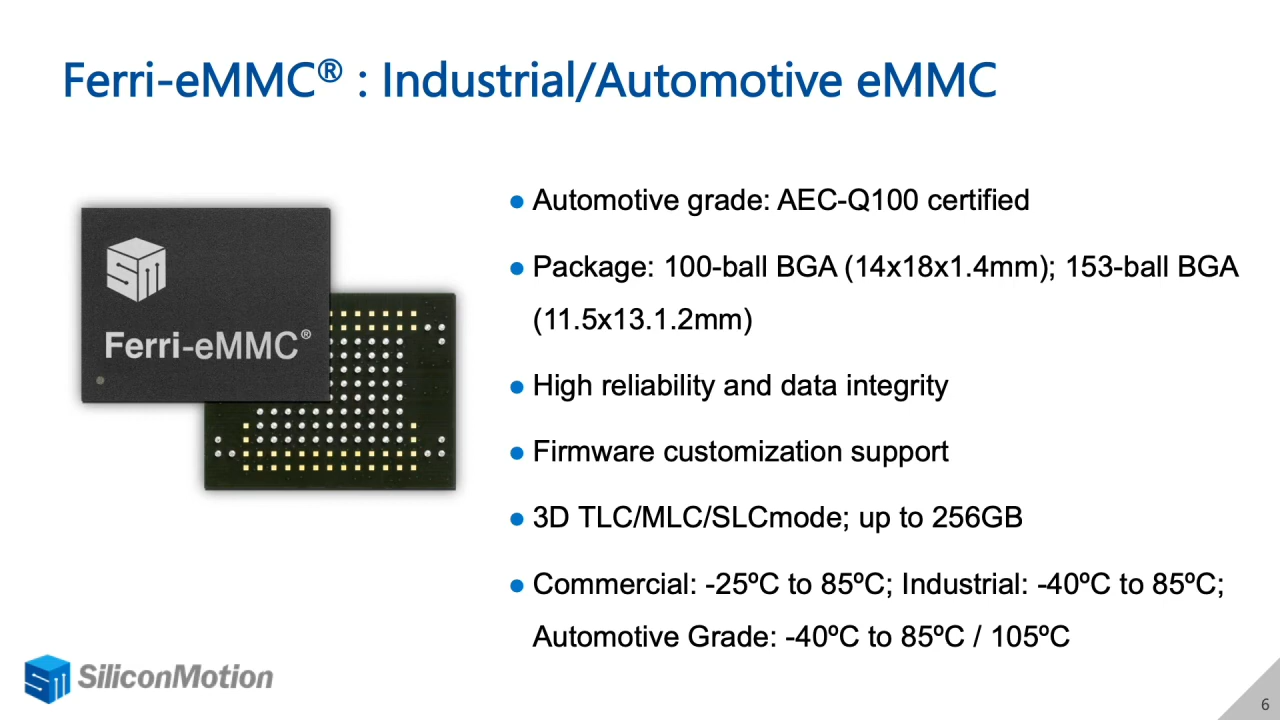 Ferri-eMMC® : Industrial/Automotive eMMC
SM
Ferri-eMMC®
● Automotive grade: AEC-Q100 certified
● Package: 100-ball BGA (14x18x1.4mm); 153-ball BGA
(11.5x13.1.2mm)
● High reliability and data integrity
● Firmware customization support
● 3D TLC/MLC/SLCmode; up to 256GB
● Commercial: -25ºC to 85ºC; Industrial: -40ºC to 85ºC;
Automotive Grade: -40ºC to 85ºC / 105ºC
SiliconMotion
6